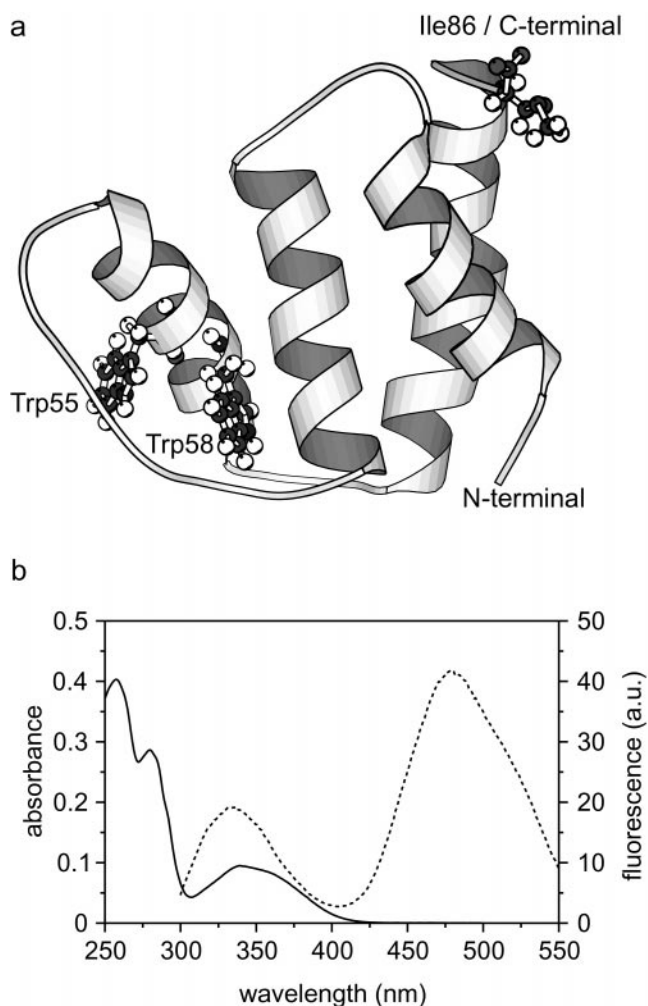 a
Ile86 / C-terminal
Trp55
Trp58
N-terminal
b
0.5
0.4
0.3
0.2
0.1
0
absorbance
50
40
30
20
10
0
fluorescence (a.u.)
250 300 350 400 450 500 550
wavelength (nm)